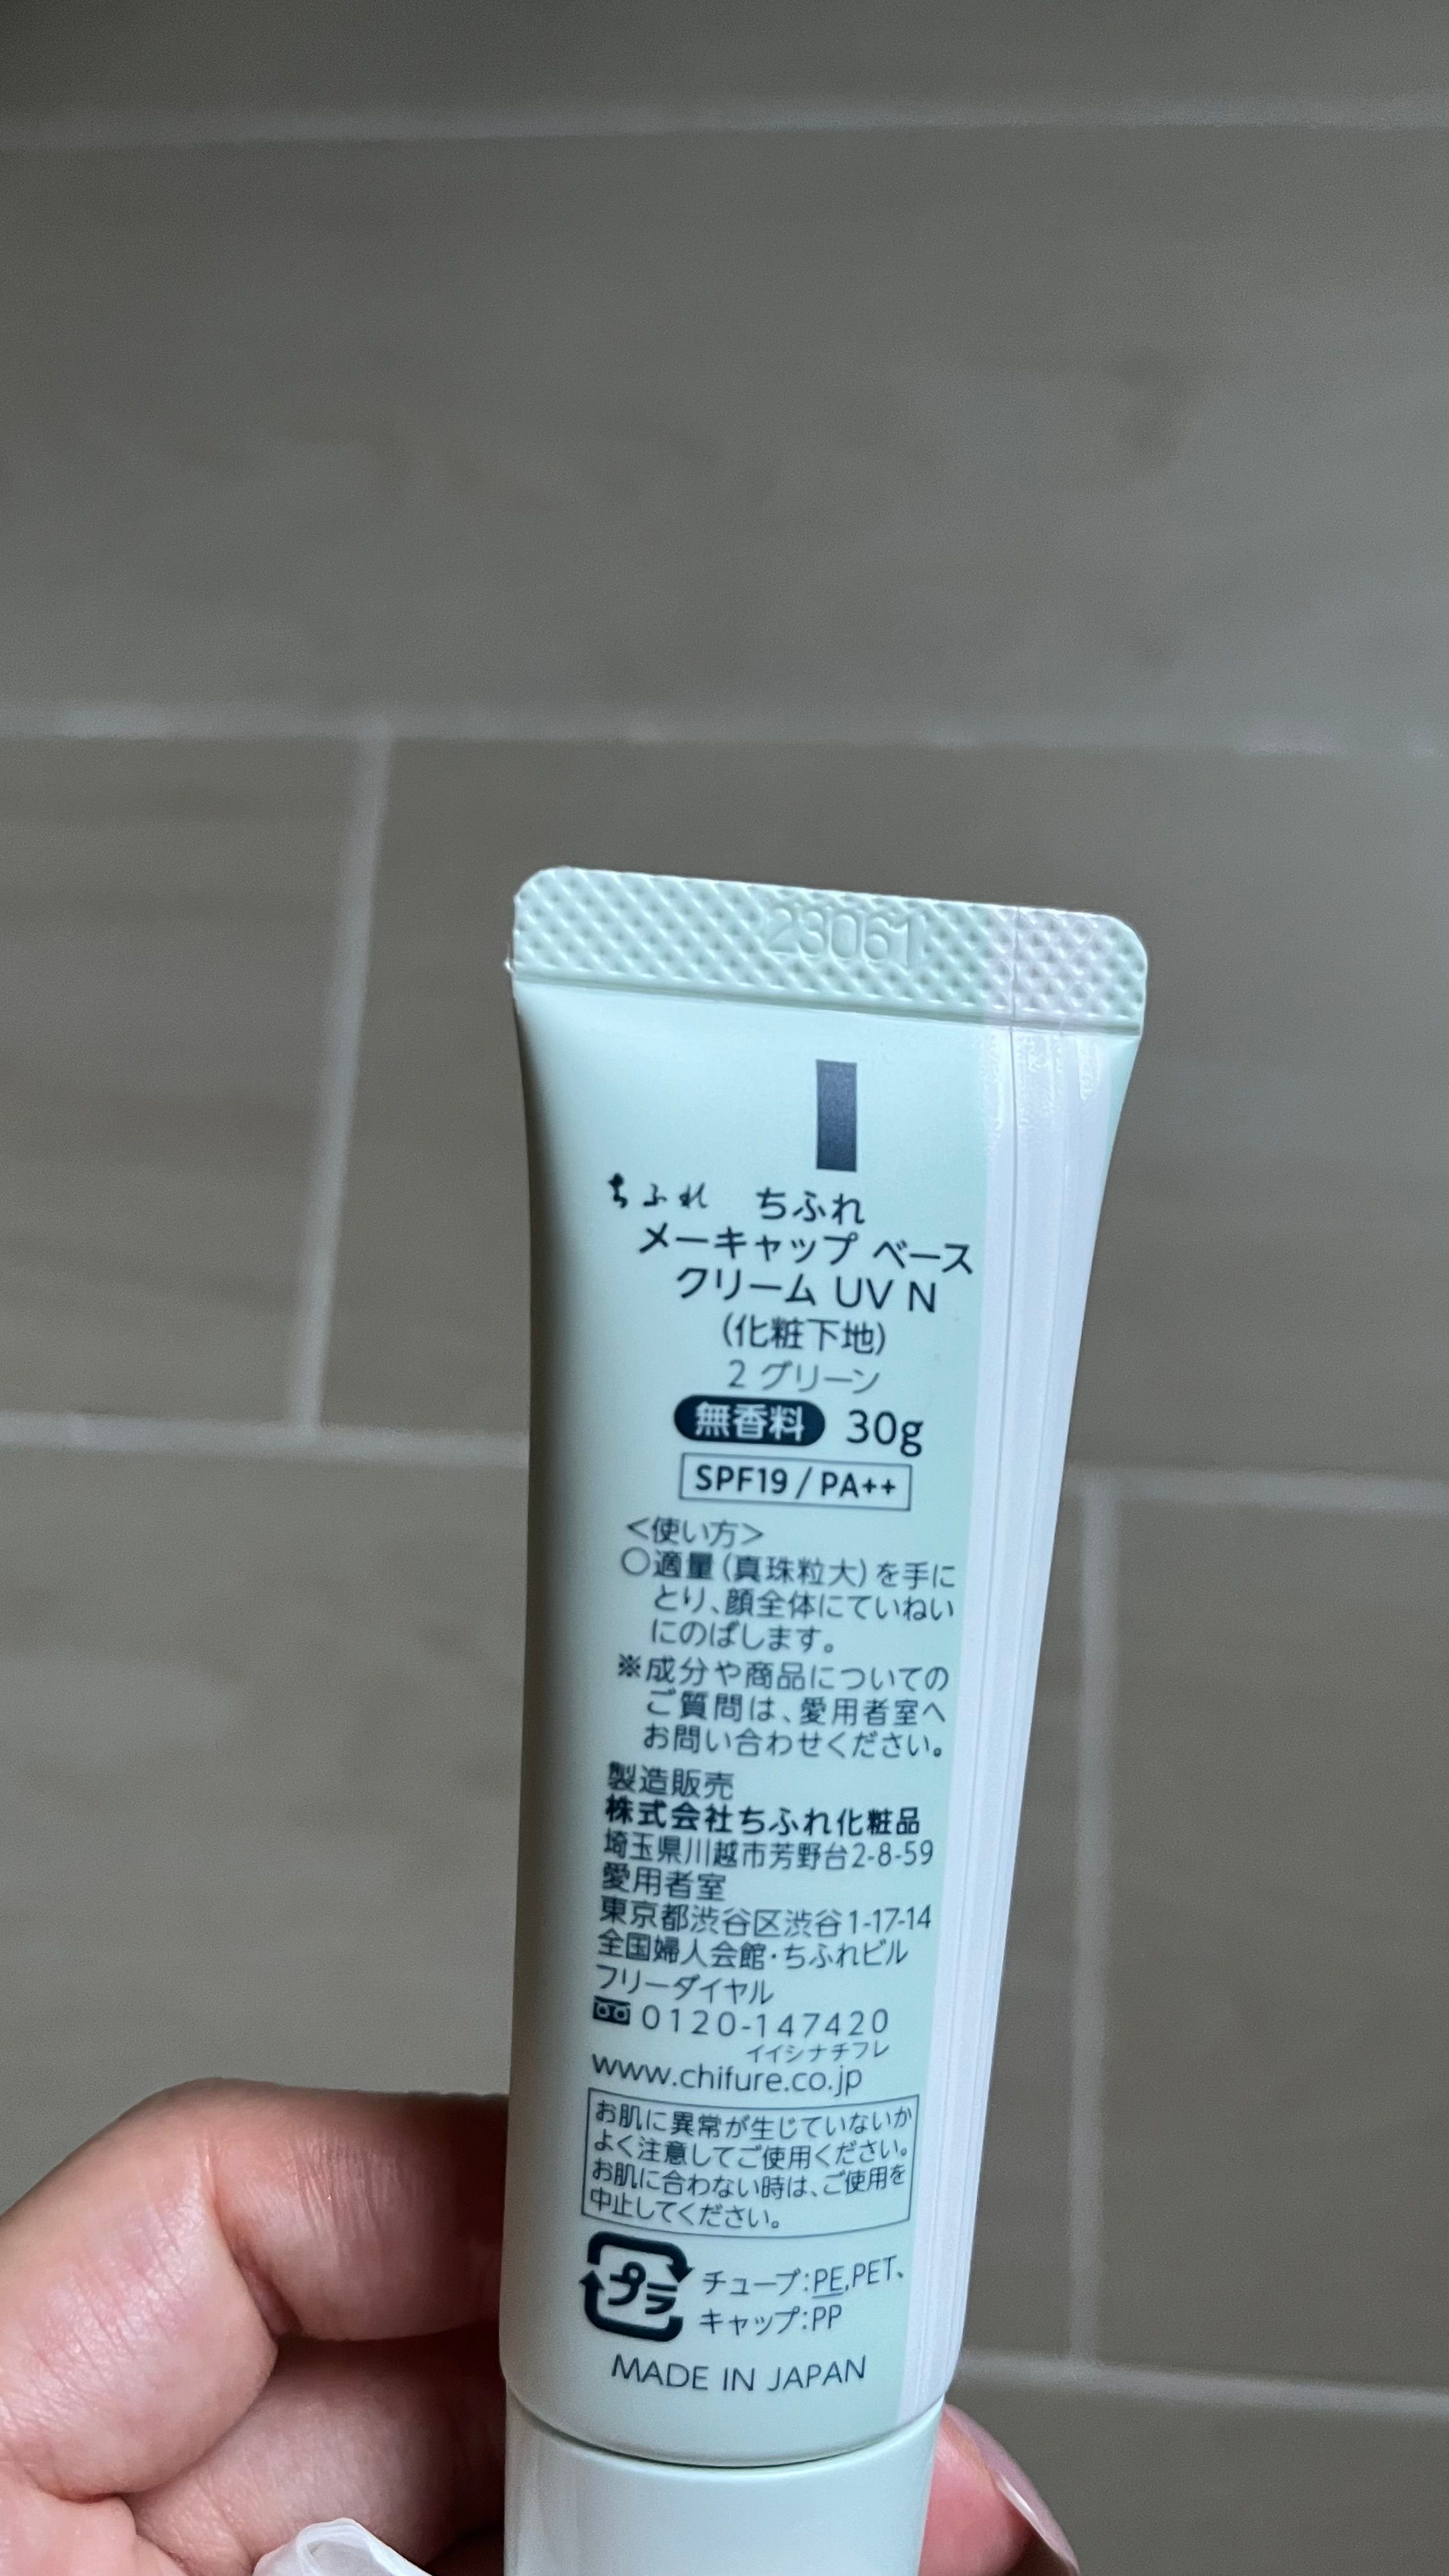 23061
ちふれ ちふれ
メーキャップ ベース
クリーム UV N
(化粧下地)
2 グリーン
無香料 30g
SPF19 / PA++
＜使い方＞
○適量(真珠粒大)を手に
とり、顔全体にていねい
にのばします。
※成分や商品についての
ご質問は、愛用者室へ
お問い合わせください。
製造販売
株式会社ちふれ化粧品
埼玉県川越市芳野台2-8-59
愛用者室
東京都渋谷区渋谷1-17-14
全国婦人会館・ちふれビル
フリーダイヤル
0120-147420
イイシナチフレ
www.chifure.co.jp
お肌に異常が生じていないか
よく注意してご使用ください。
お肌に合わない時は、ご使用を
中止してください。
プラ チューブ:PE,PET、
キャップ:PP
MADE IN JAPAN